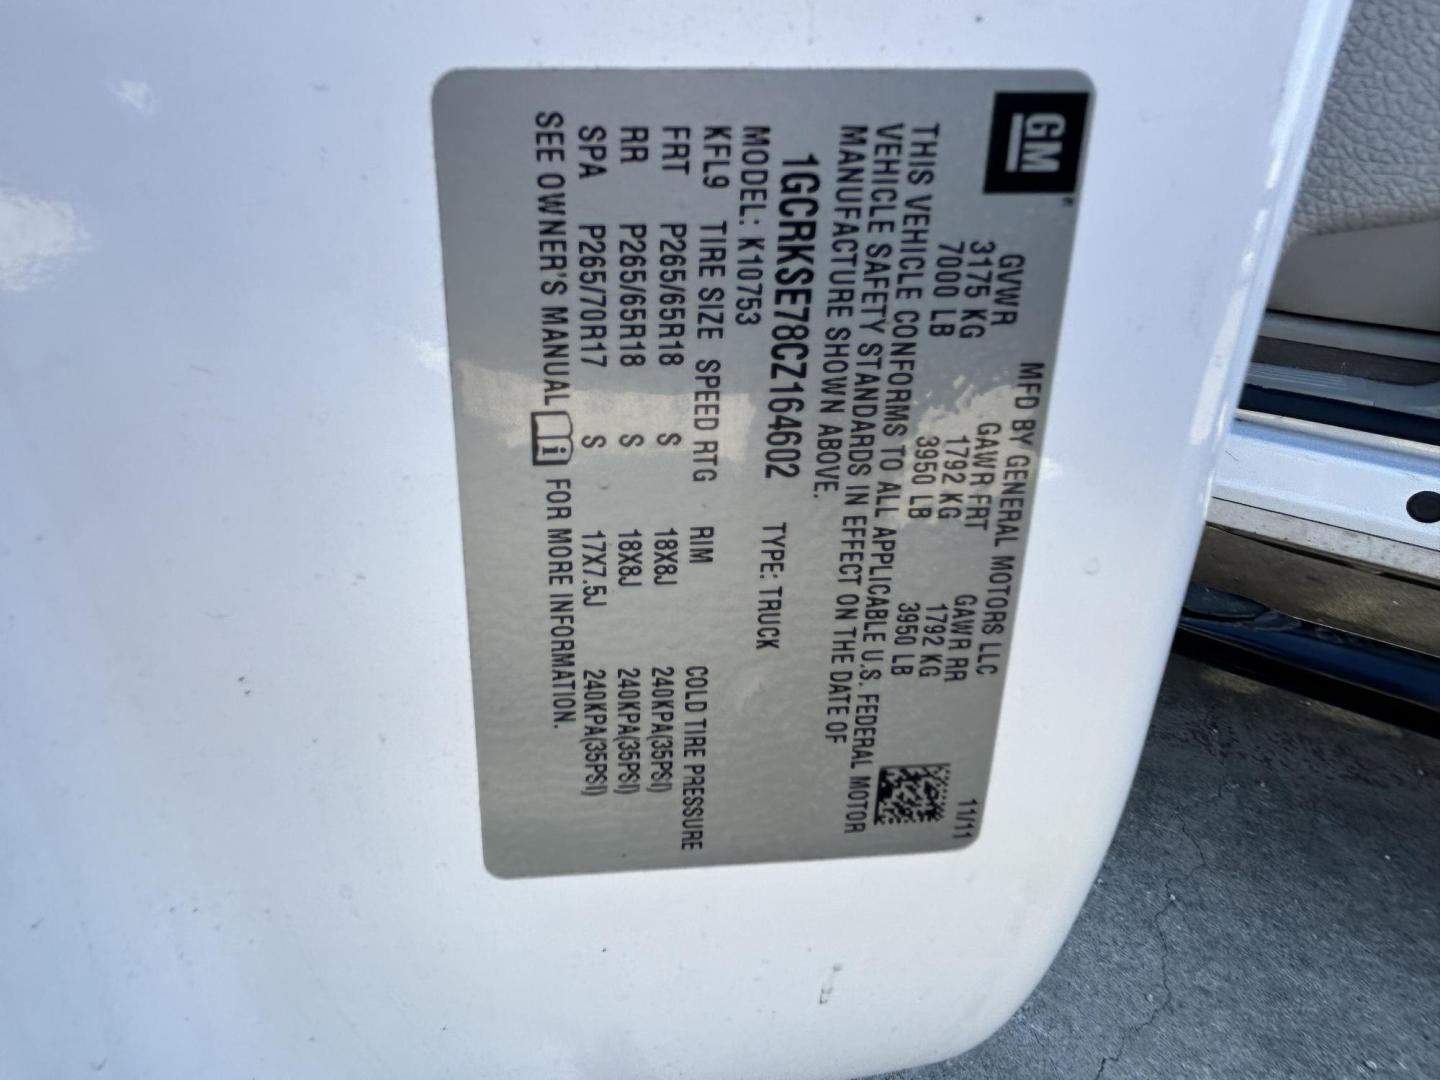 GM
MFD BY GENERAL MOTORS LLC 11/11
GVWR GAWR FRT GAWR RR
3175 KG 1792 KG 1792 KG
7000 LB 3950 LB 3950 LB
THIS VEHICLE CONFORMS TO ALL APPLICABLE U.S. FEDERAL MOTOR
VEHICLE SAFETY STANDARDS IN EFFECT ON THE DATE OF
MANUFACTURE SHOWN ABOVE.
1GCRKSE78CZ164602 TYPE: TRUCK
MODEL: K10753
KFL9 TIRE SIZE SPEED RTG RIM COLD TIRE PRESSURE
FRT P265/65R18 S 18X8J 240KPA(35PSI)
RR P265/65R18 S 18X8J 240KPA(35PSI)
SPA P265/70R17 S 17X7.5J 240KPA(35PSI)
SEE OWNER'S MANUAL i FOR MORE INFORMATION.